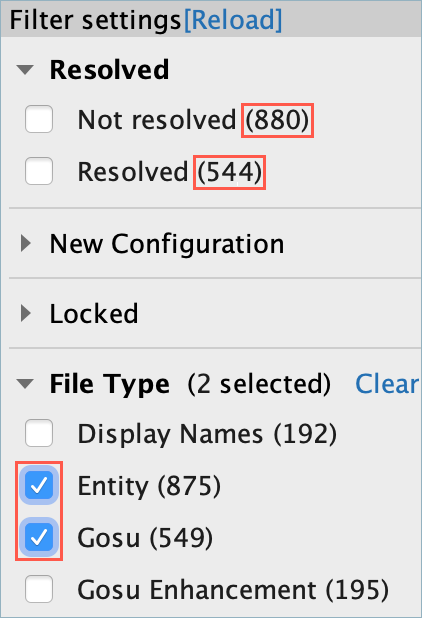 Filter settings[Reload]
Resolved
Not resolved (880)
Resolved (544)
New Configuration
Locked
File Type (2 selected) Clear
Display Names (192)
Entity (875)
Gosu (549)
Gosu Enhancement (195)